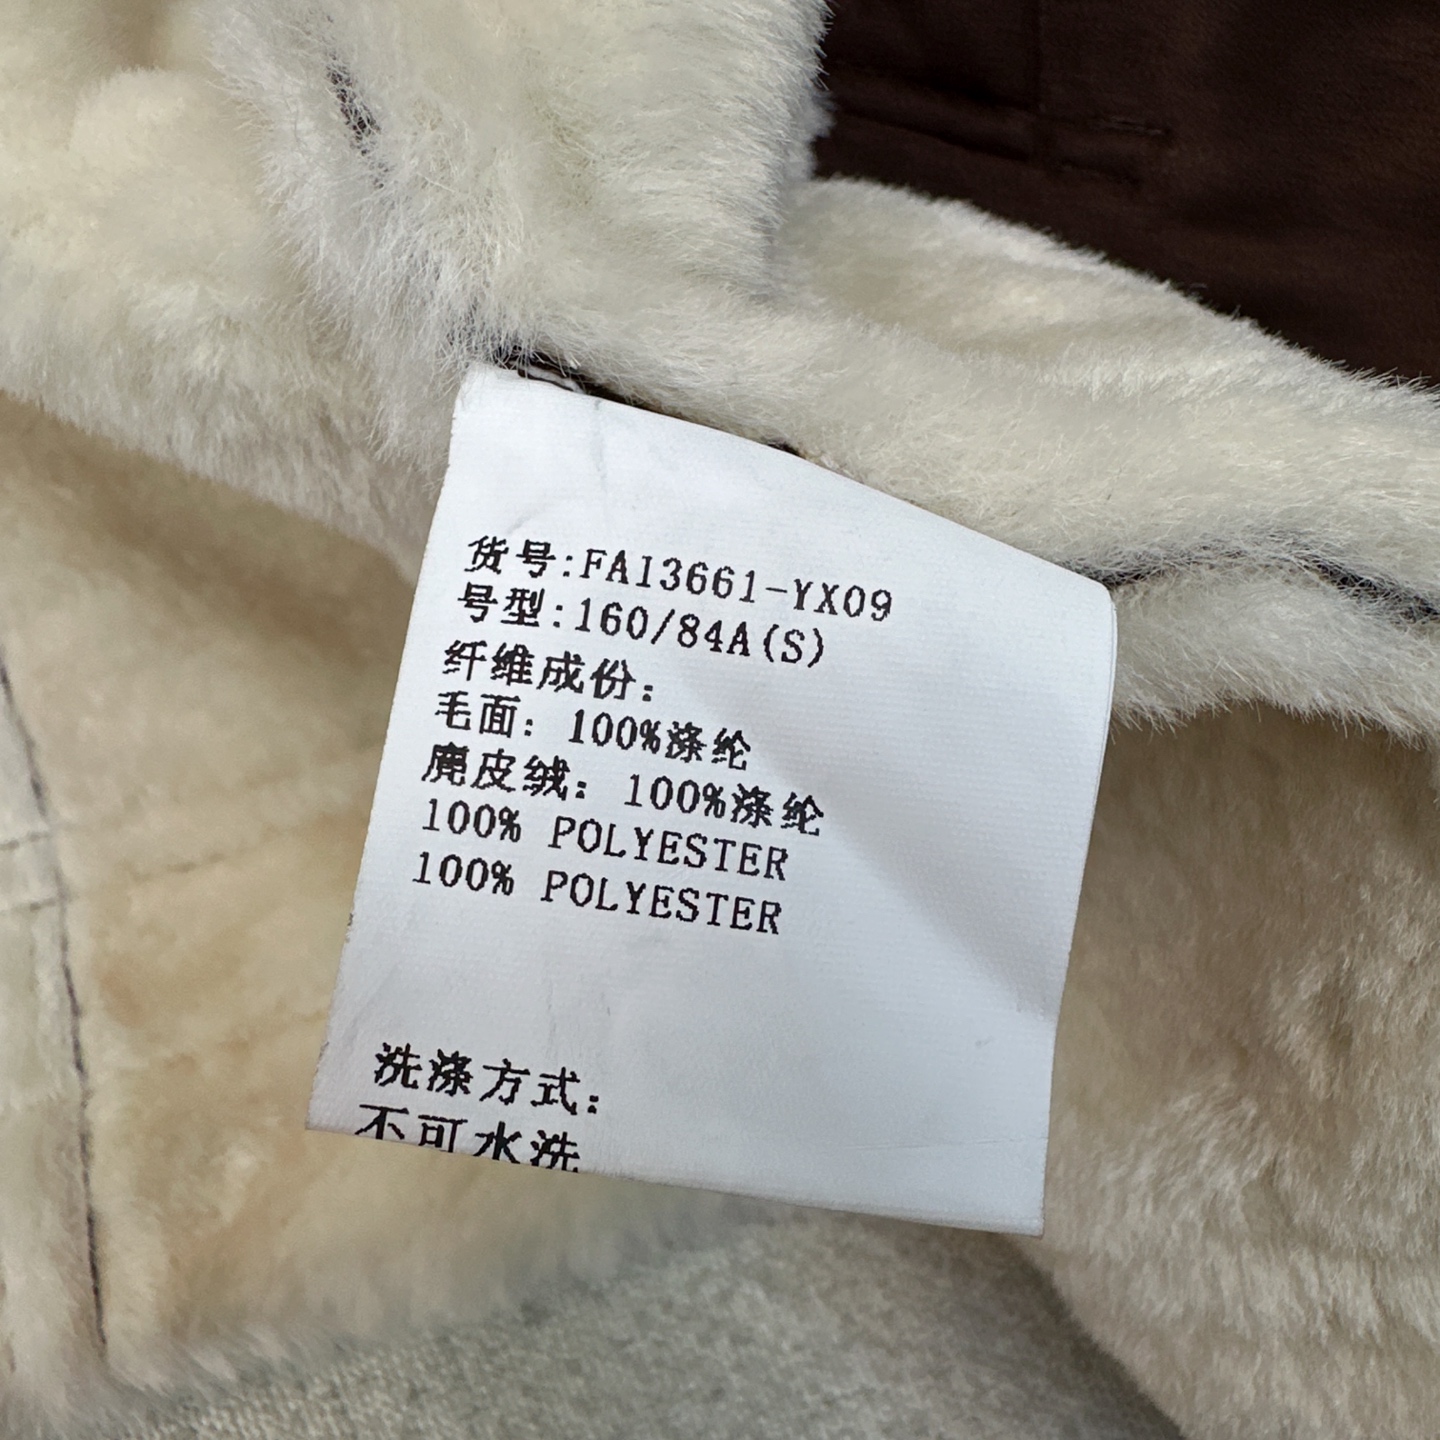 货号:FAI3661-YX09
号型:160/84A(S)
纤维成份:
毛面: 100%涤纶
麂皮绒: 100%涤纶
100% POLYESTER
100% POLYESTER
洗涤方式:
不可水洗